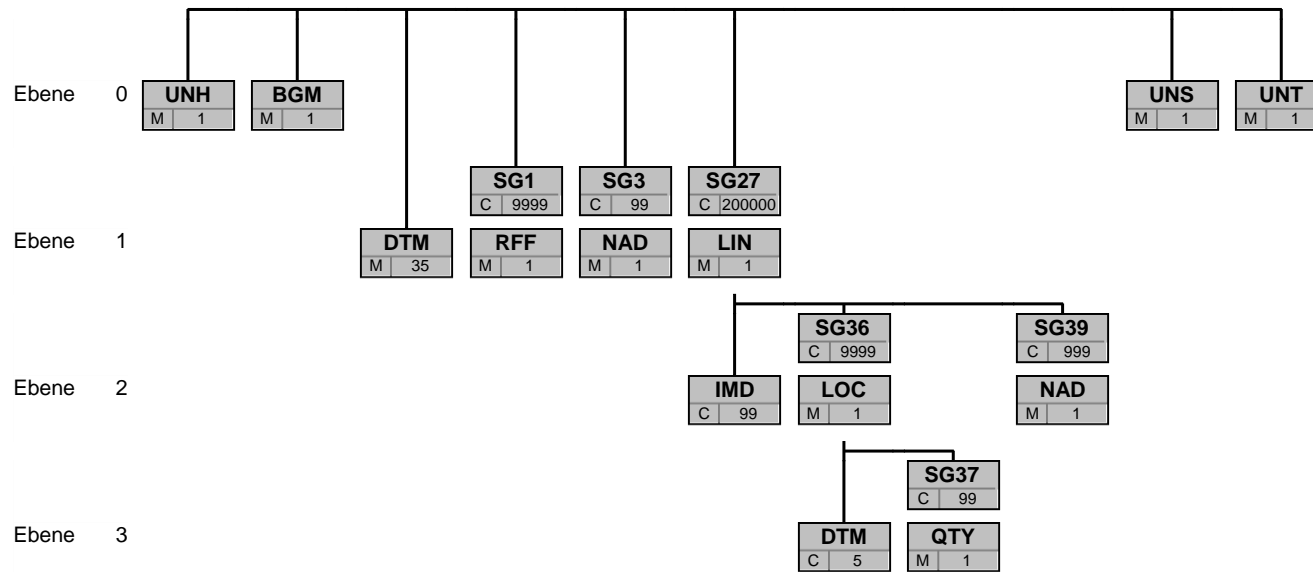 Ebene 0 UNH BGM UNS UNT
M 1 M 1 M 1 M 1
SG1 SG3 SG27
C 9999 C 99 C 200000
Ebene 1 DTM RFF NAD LIN
M 35 M 1 M 1 M 1
SG36 SG39
C 9999 C 999
Ebene 2 IMD LOC NAD
C 99 M 1 M 1
SG37
C 99
Ebene 3 DTM QTY
C 5 M 1